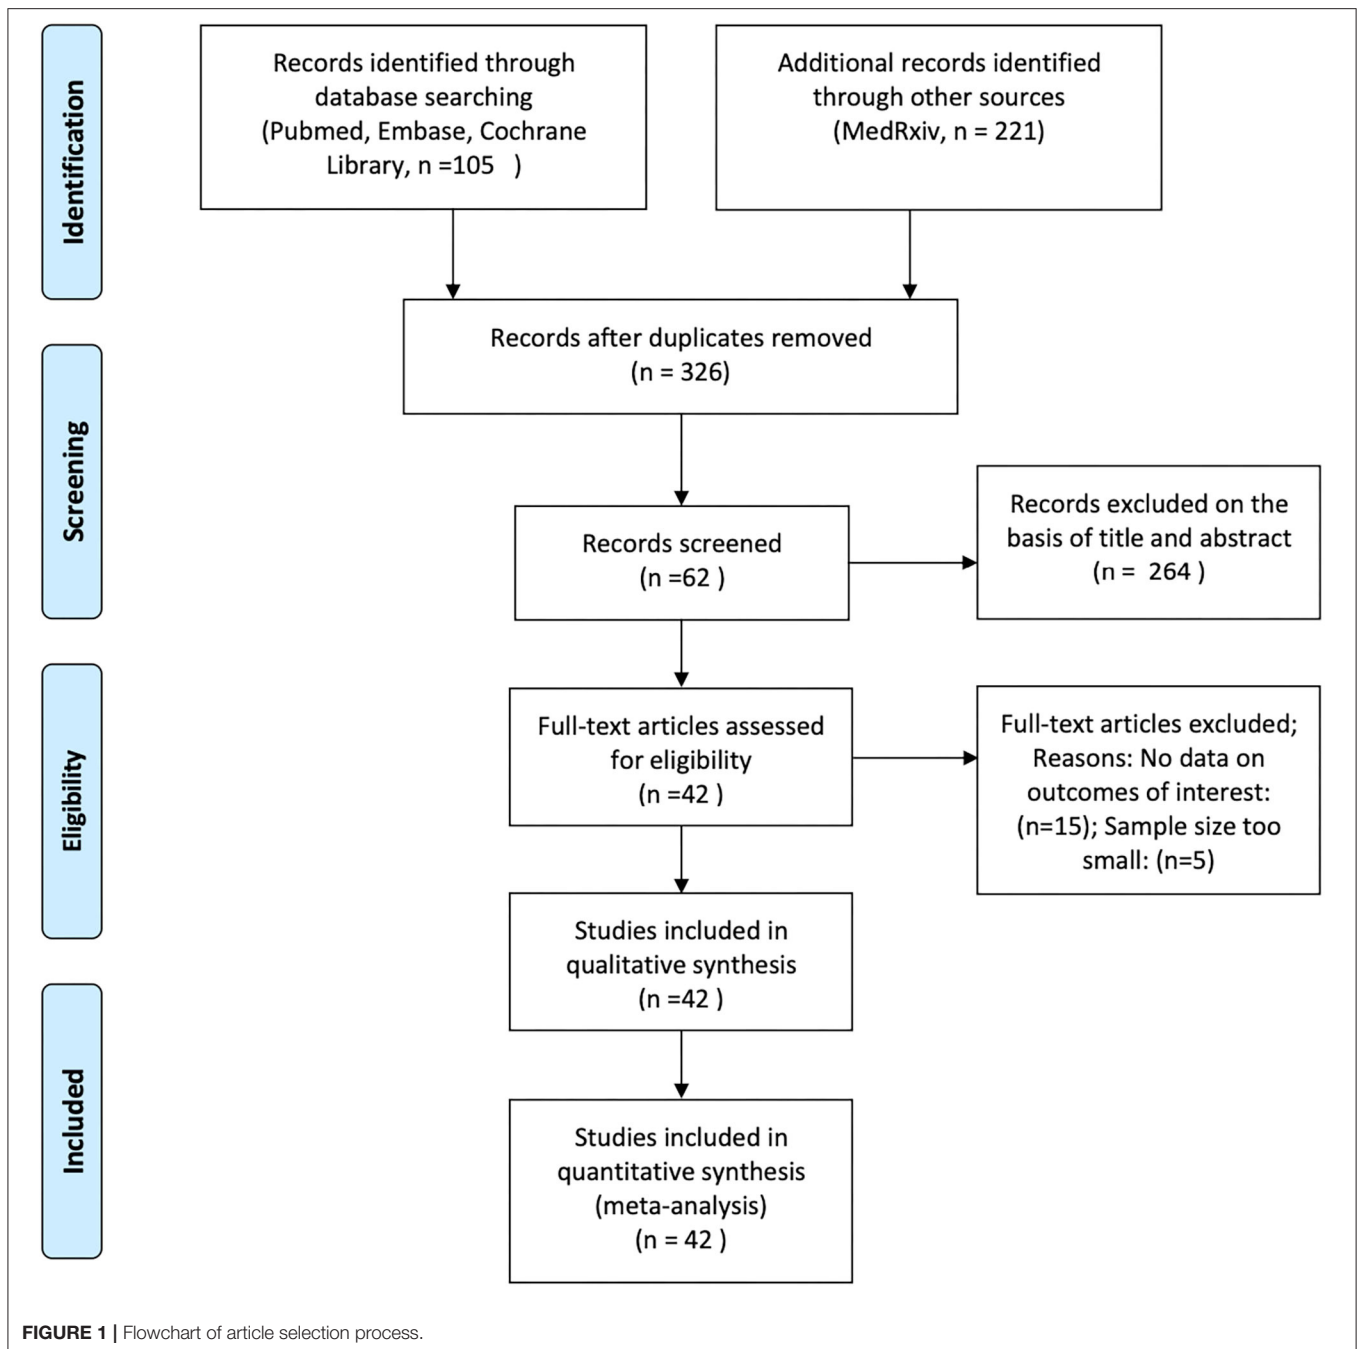 Identification
Records identified through
database searching
(Pubmed, Embase, Cochrane
Library, n =105   )
Additional records identified
through other sources
(MedRxiv, n = 221)
Records after duplicates removed
(n = 326)
Screening
Records screened
(n =62 )
Records excluded on the
basis of title and abstract
(n =  264 )
Eligibility
Full-text articles assessed
for eligibility
(n =42 )
Full-text articles excluded;
Reasons: No data on
outcomes of interest:
(n=15); Sample size too
small: (n=5)
Studies included in
qualitative synthesis
(n =42 )
Included
Studies included in
quantitative synthesis
(meta-analysis)
(n = 42 )
FIGURE 1 | Flowchart of article selection process.